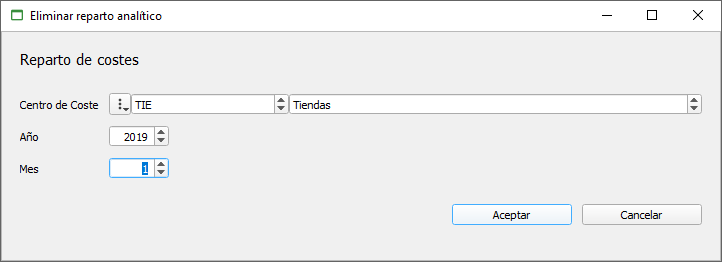 Eliminar reparto analítico
Reparto de costes
Centro de Coste TIE Tiendas
Año 2019
Mes 1
Aceptar Cancelar